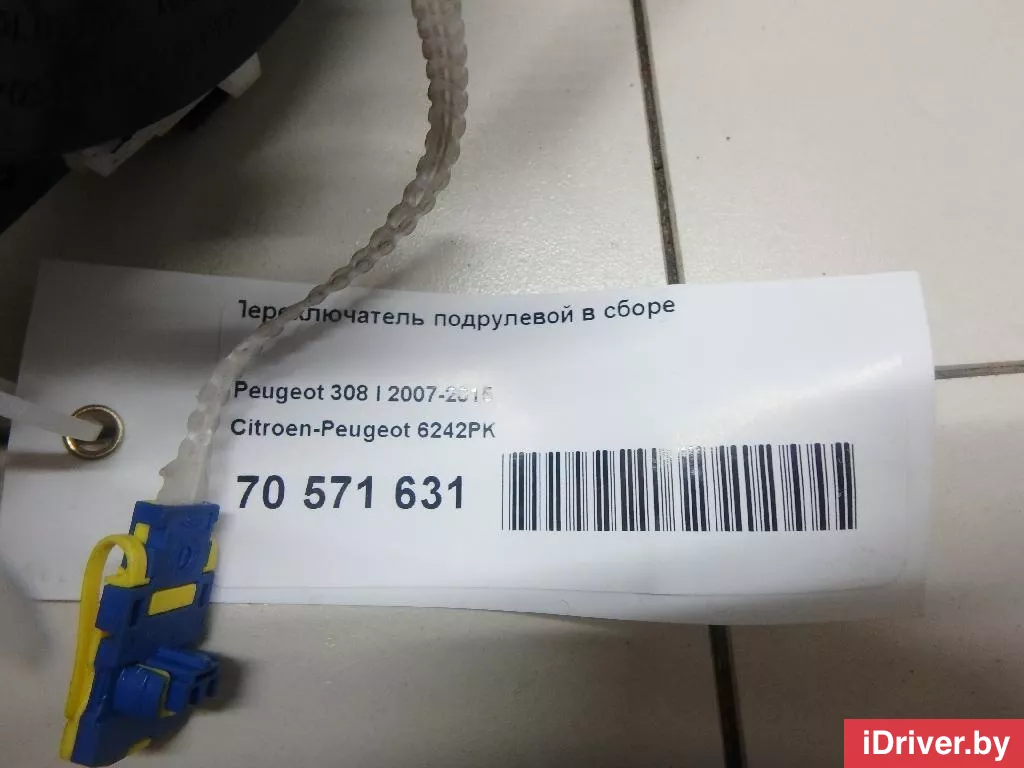 Переключатель подрулевой в сборе
Peugeot 308 I 2007-2015
Citroen-Peugeot 6242PK
70 571 631
iDriver.by